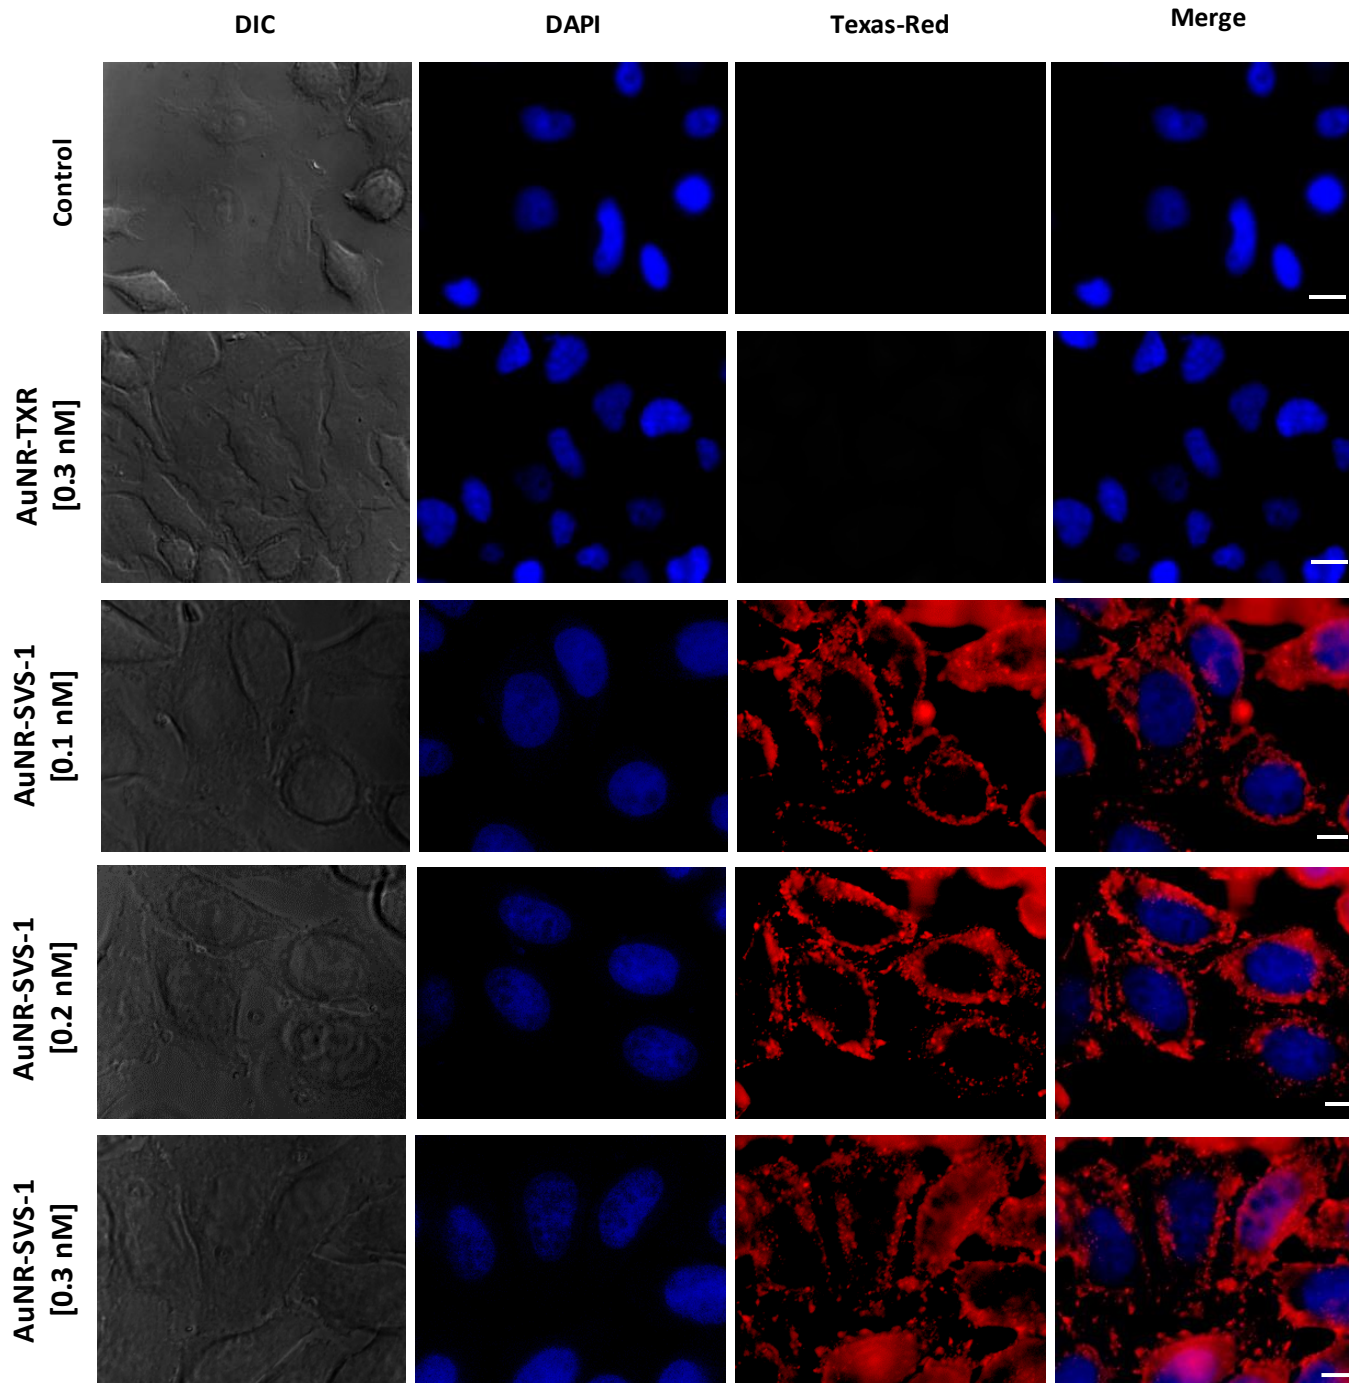 DIC DAPI Texas-Red Merge
Control
AuNR-TXR
[0.3 nM]
AuNR-SVS-1
[0.1 nM]
AuNR-SVS-1
[0.2 nM]
AuNR-SVS-1
[0.3 nM]